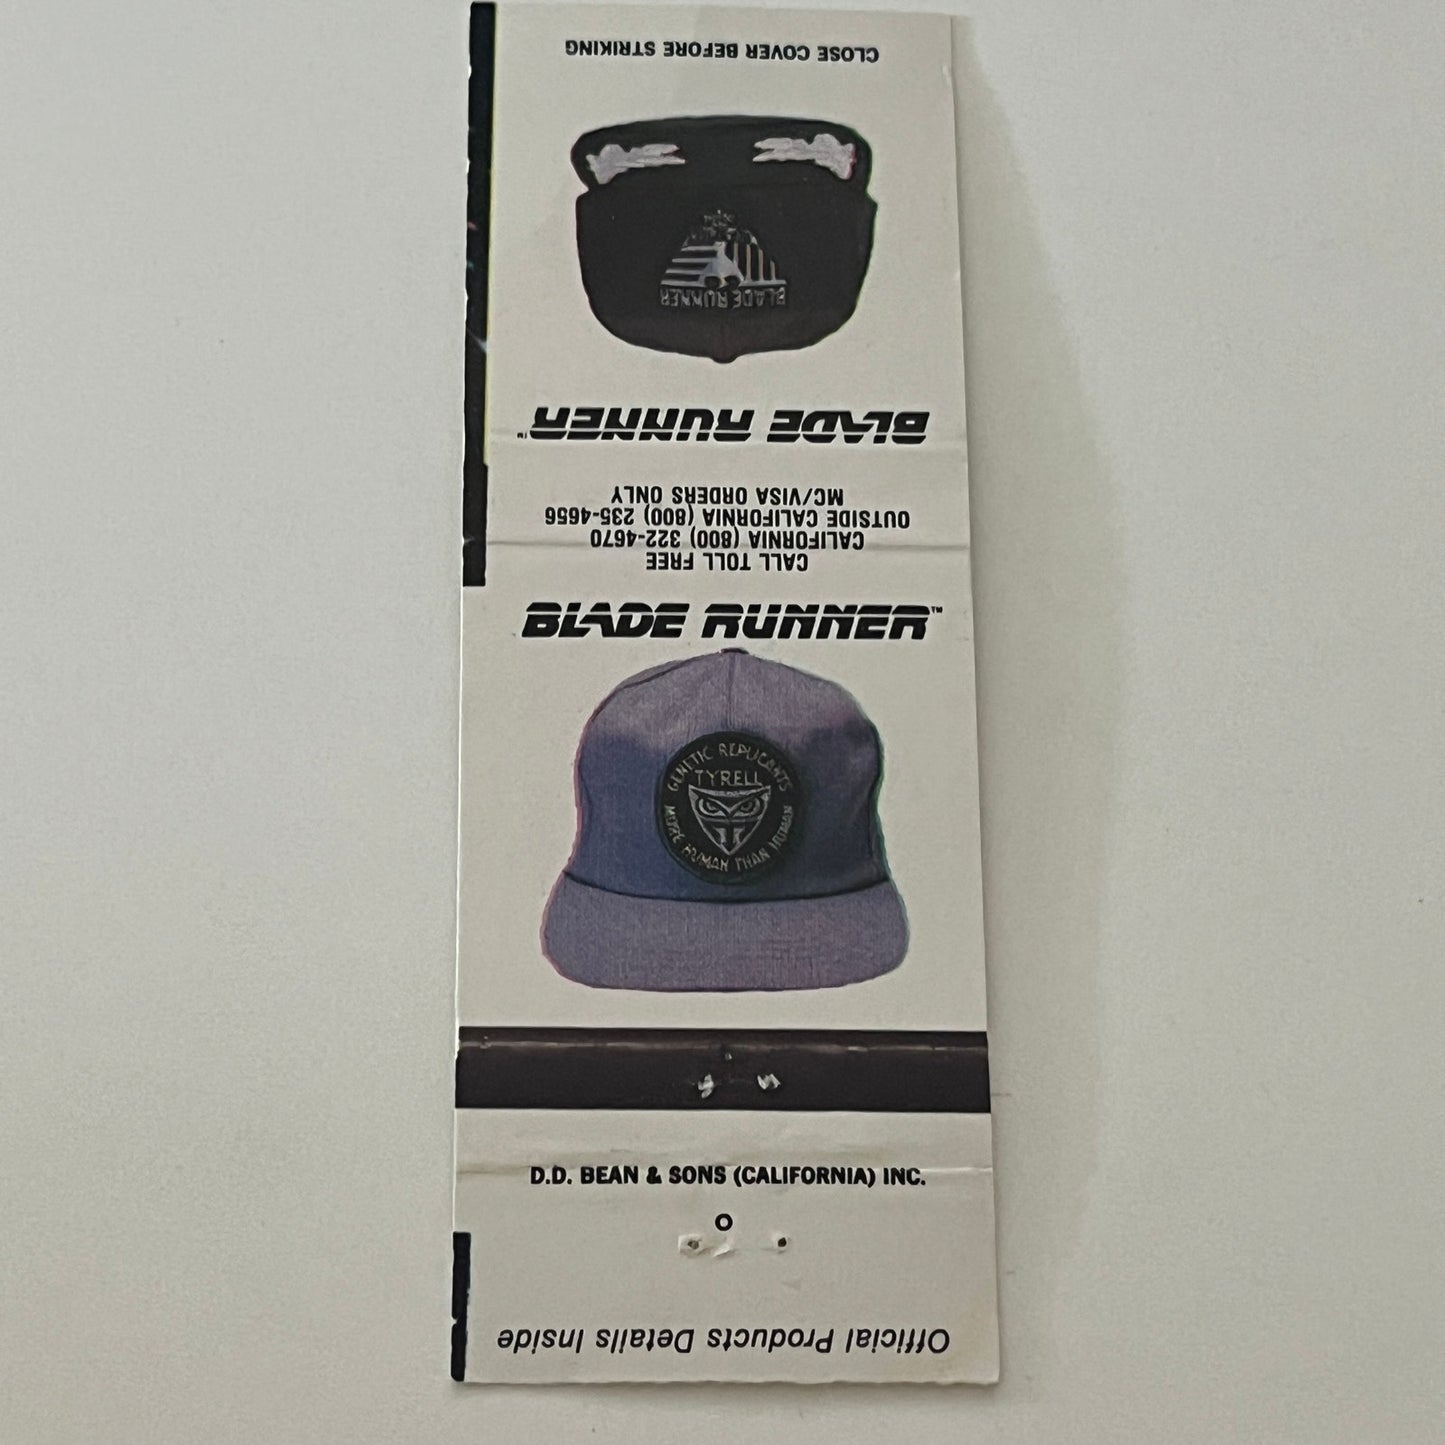 CLOSE COVER BEFORE STRIKING
BLADE RUNNER
BLADE RUNNER™
MC/VISA ORDERS ONLY
OUTSIDE CALIFORNIA (800) 235-4656
CALIFORNIA (800) 322-4670
CALL TOLL FREE
BLADE RUNNER™
GENETIC REPLICANTS
TYRELL
MORE HUMAN THAN HUMAN
D.D. BEAN & SONS (CALIFORNIA) INC.
O
Official Products Details Inside